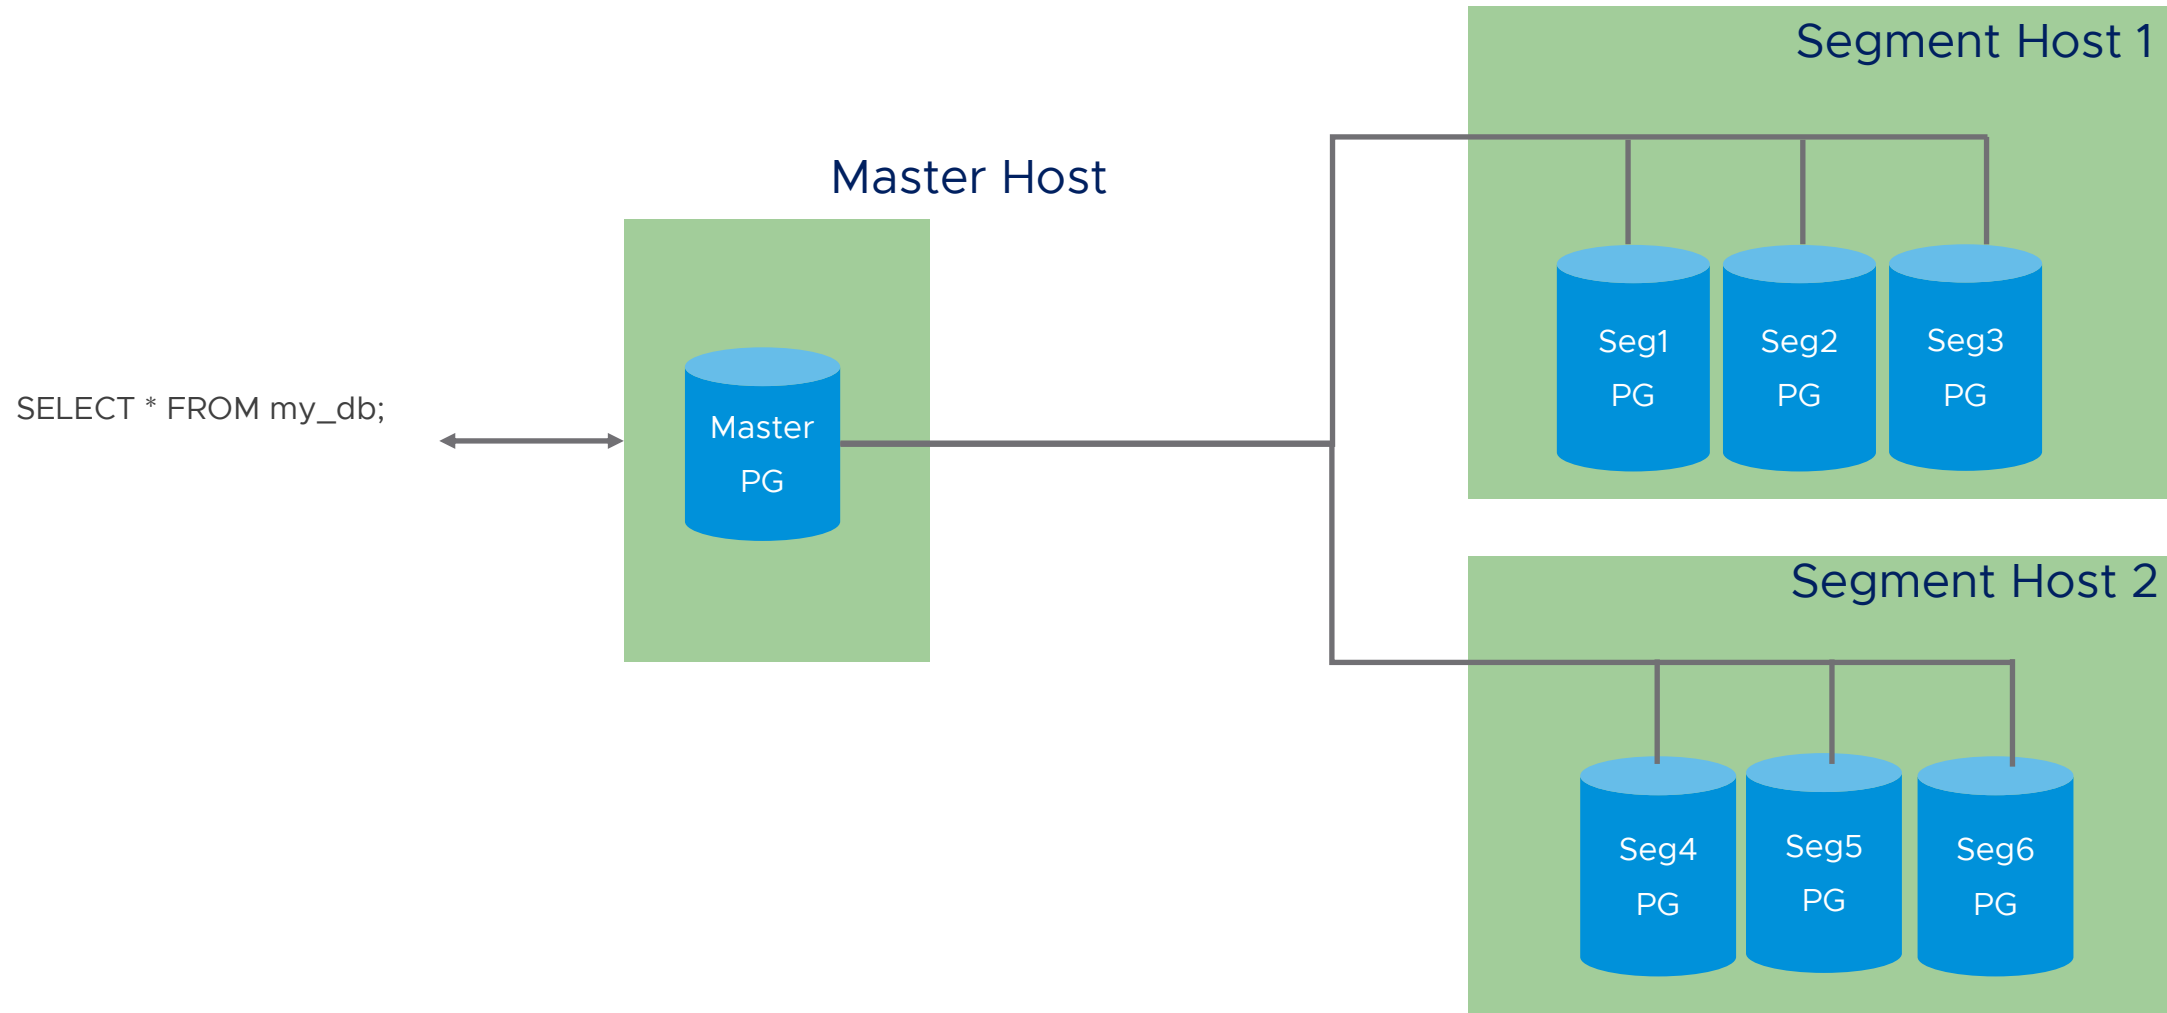 Segment Host 1
Master Host
Seg1
PG
Seg2
PG
Seg3
PG
SELECT * FROM my_db;
Master
PG
Segment Host 2
Seg4
PG
Seg5
PG
Seg6
PG